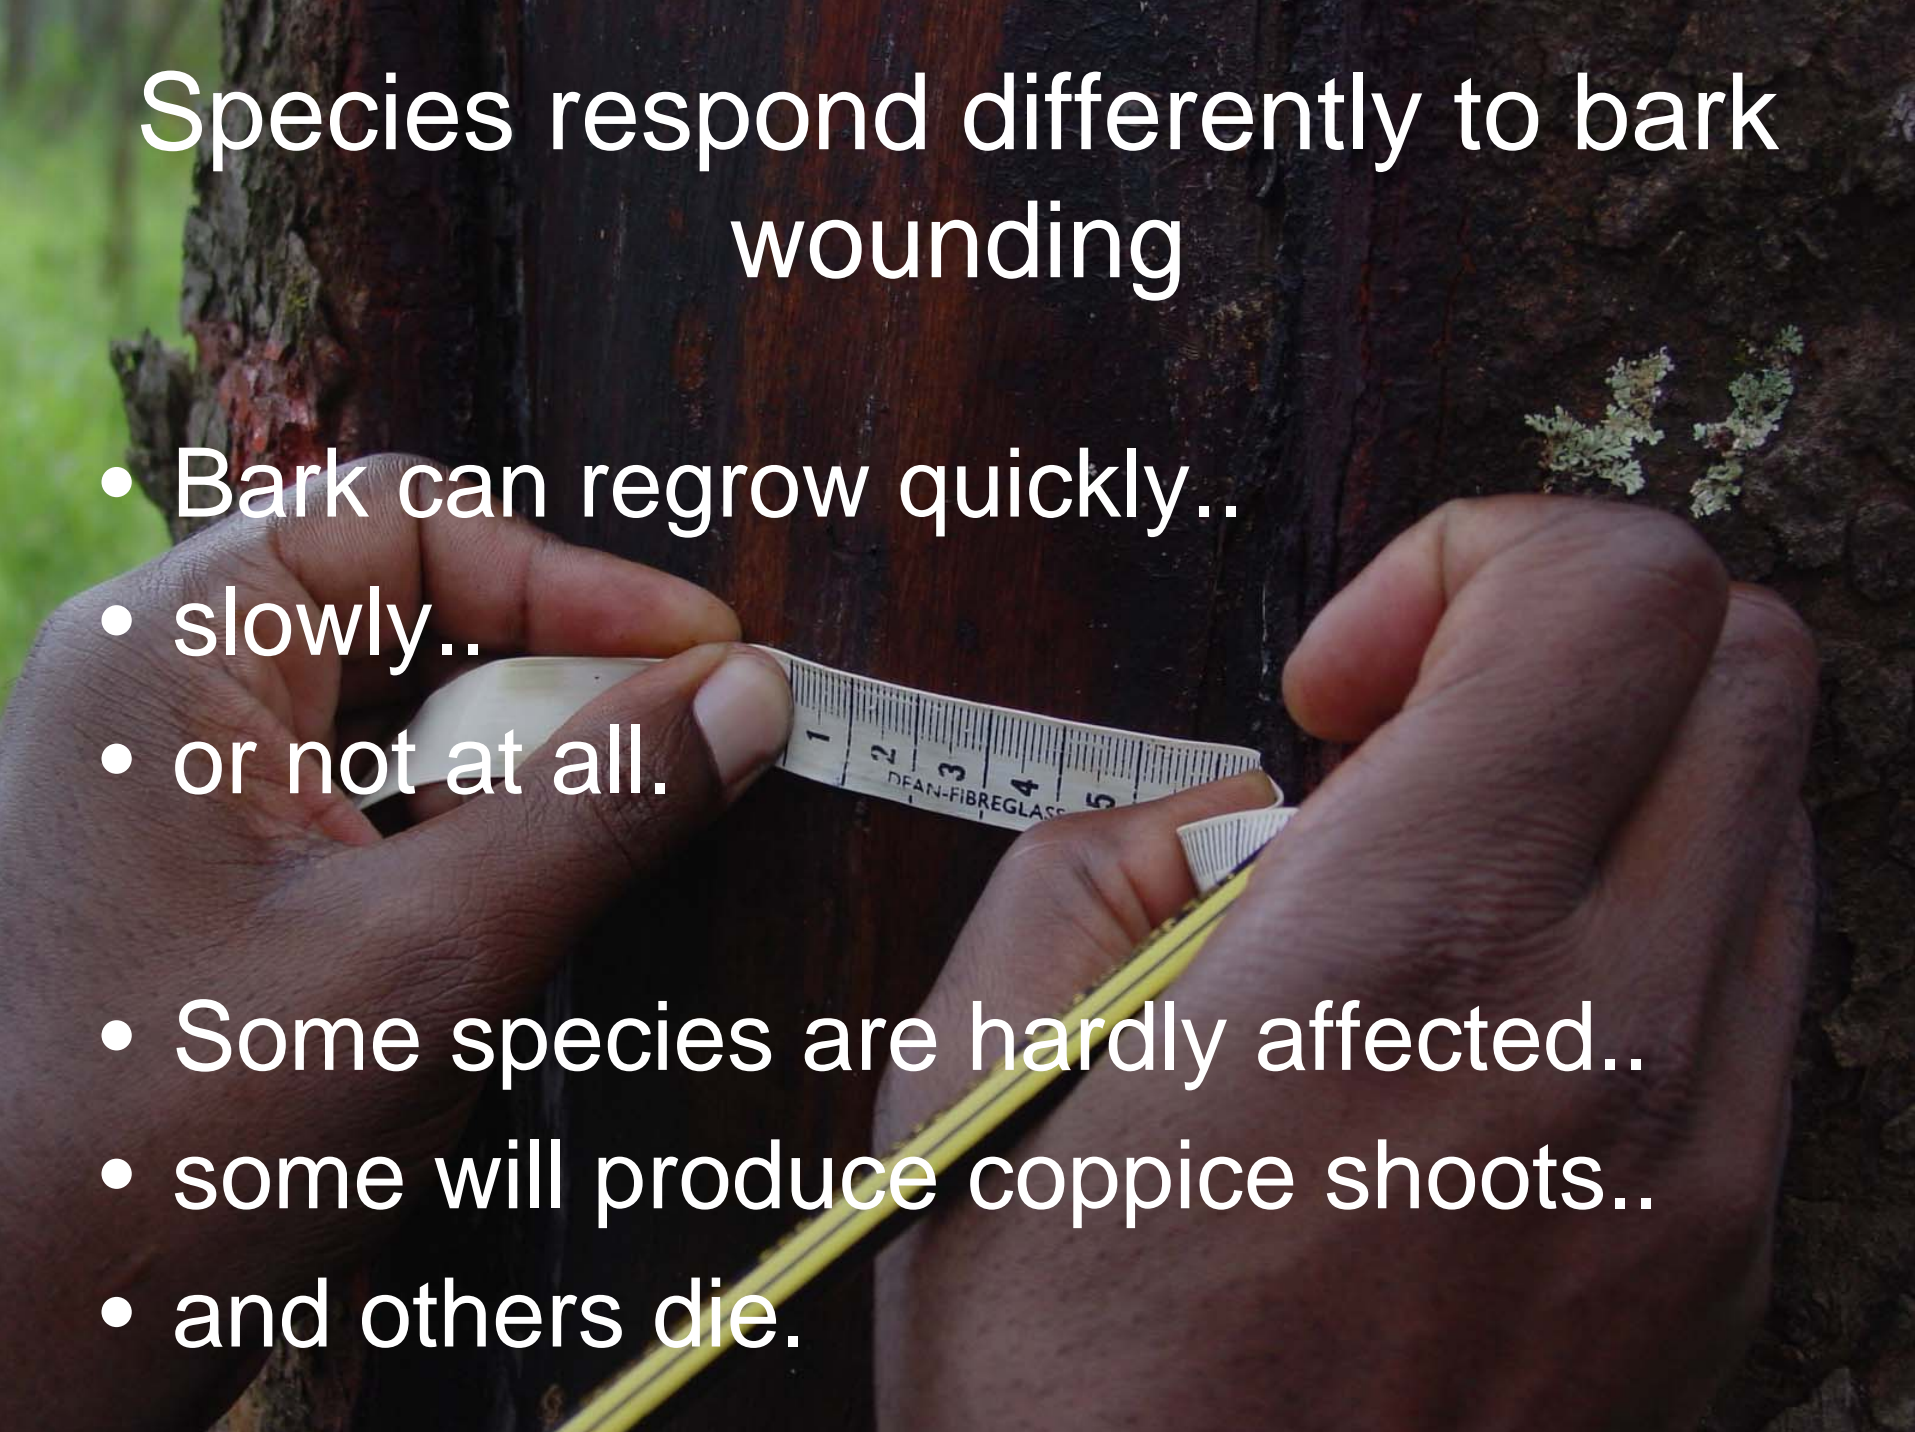 Species respond differently to bark
wounding
• Bark can regrow quickly..
• slowly..
• or not at all.
1 2 3 4 5
DEAN-FIBREGLASS
• Some species are hardly affected..
• some will produce coppice shoots..
• and others die.